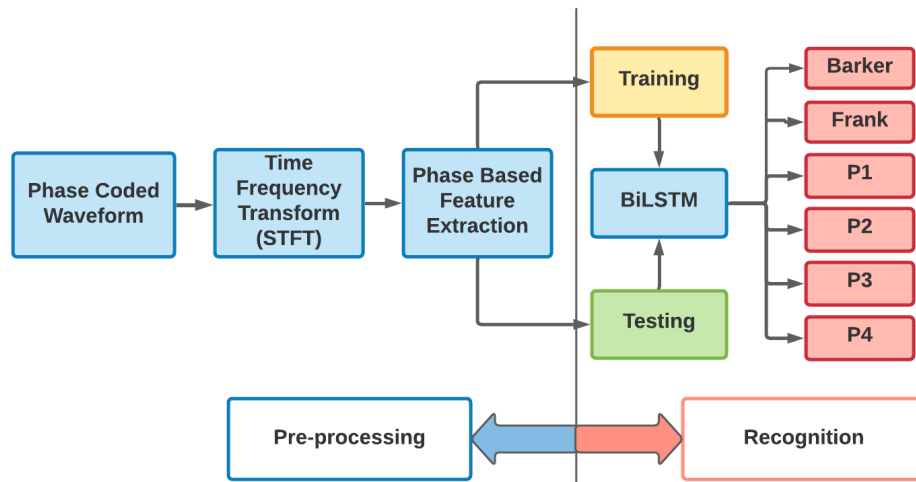 Phase Coded
Waveform
Time
Frequency
Transform
(STFT)
Phase Based
Feature
Extraction
Training
BiLSTM
Testing
Barker
Frank
P1
P2
P3
P4
Pre-processing
Recognition